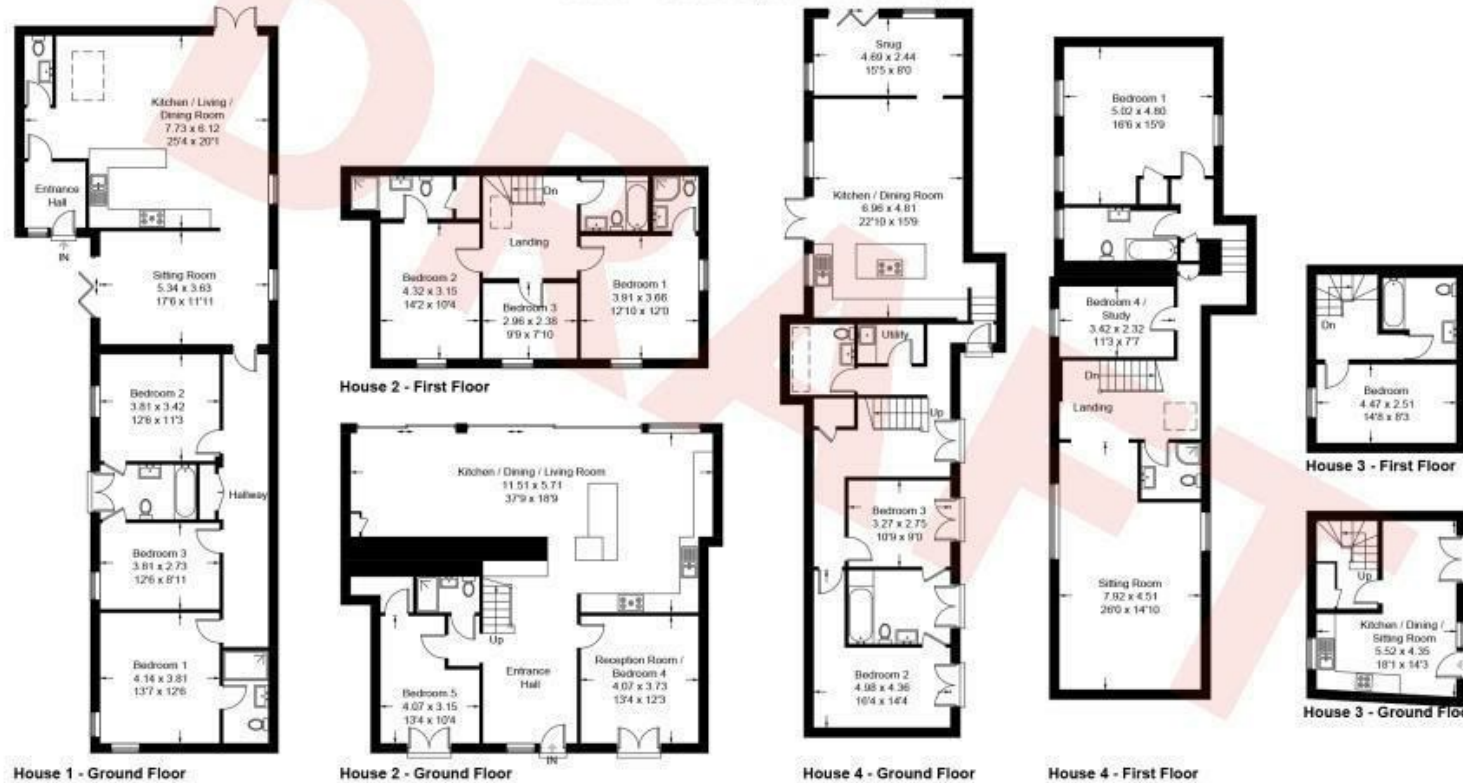 Kitchen / Living /
Dining Room
7.73 x 6.12
25'4 x 20'1
Entrance
Hall
IN
Sitting Room
5.34 x 3.63
17'6 x 11'11
Bedroom 2
3.81 x 3.42
12'6 x 11'3
Hallway
Bedroom 3
3.81 x 2.73
12'6 x 8'11
Bedroom 1
4.14 x 3.81
13'7 x 12'6
House 1 - Ground Floor
Dn
Landing
Bedroom 2
4.32 x 3.15
14'2 x 10'4
Bedroom 3
2.96 x 2.38
9'9 x 7'10
Bedroom 1
3.91 x 3.66
12'10 x 12'0
House 2 - First Floor
Kitchen / Dining / Living Room
11.51 x 5.71
37'9 x 18'9
Up
Entrance
Hall
Reception Room /
Bedroom 4
4.07 x 3.73
13'4 x 12'3
Bedroom 5
4.07 x 3.15
13'4 x 10'4
IN
House 2 - Ground Floor
Snug
4.69 x 2.44
15'5 x 8'0
Kitchen / Dining Room
6.96 x 4.81
22'10 x 15'9
Utility
Up
Bedroom 3
3.27 x 2.75
10'9 x 9'0
Bedroom 2
4.98 x 4.36
16'4 x 14'4
House 4 - Ground Floor
Bedroom 1
5.02 x 4.80
16'6 x 15'9
Bedroom 4 /
Study
3.42 x 2.32
11'3 x 7'7
Dn
Landing
Sitting Room
7.92 x 4.51
26'0 x 14'10
House 4 - First Floor
Dn
Bedroom
4.47 x 2.51
14'8 x 8'3
House 3 - First Floor
Up
Kitchen / Dining /
Sitting Room
5.52 x 4.35
18'1 x 14'3
House 3 - Ground Floo
DRAFT